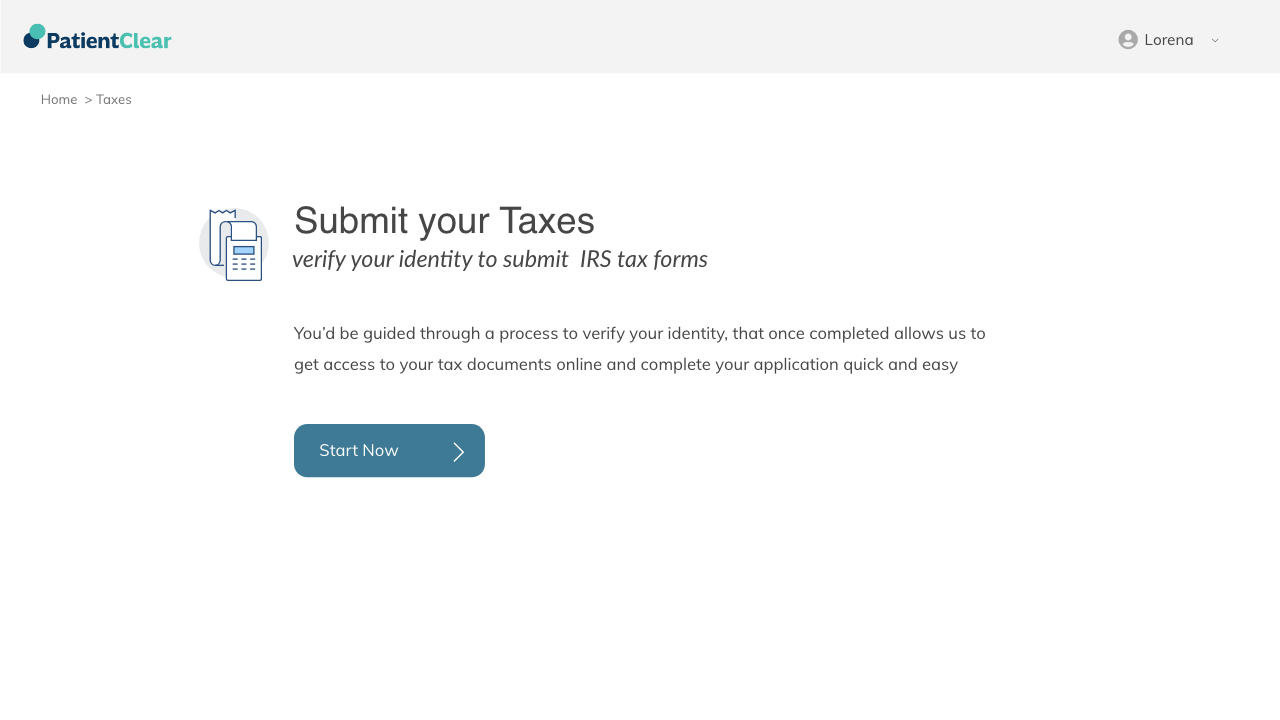 PatientClear
Lorena
Home > Taxes
Submit your Taxes
verify your identity to submit IRS tax forms
You’d be guided through a process to verify your identity, that once completed allows us to
get access to your tax documents online and complete your application quick and easy
Start Now